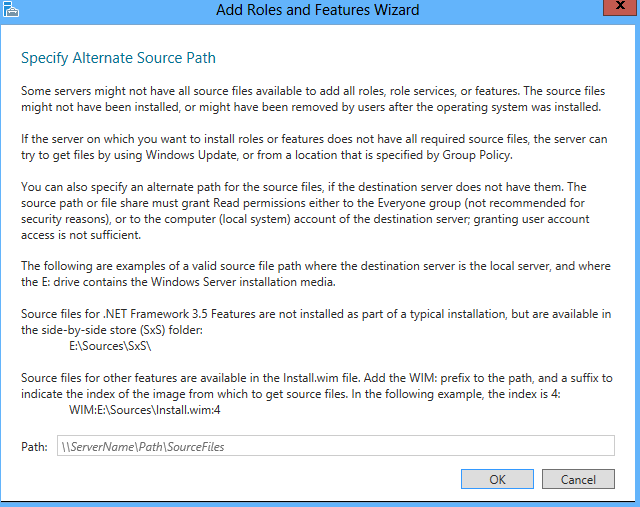 Add Roles and Features Wizard
x
Specify Alternate Source Path
Some servers might not have all source files available to add all roles, role services, or features. The source files
might not have been installed, or might have been removed by users after the operating system was installed.
If the server on which you want to install roles or features does not have all required source files, the server can
try to get files by using Windows Update, or from a location that is specified by Group Policy.
You can also specify an alternate path for the source files, if the destination server does not have them. The
source path or file share must grant Read permissions either to the Everyone group (not recommended for
security reasons), or to the computer (local system) account of the destination server; granting user account
access is not sufficient.
The following are examples of a valid source file path where the destination server is the local server, and where
the E: drive contains the Windows Server installation media.
Source files for .NET Framework 3.5 Features are not installed as part of a typical installation, but are available in
the side-by-side store (SxS) folder:
E:\Sources\SxS\
Source files for other features are available in the Install.wim file. Add the WIM: prefix to the path, and a suffix to
indicate the index of the image from which to get source files. In the following example, the index is 4:
WIM:E:\Sources\Install.wim:4
Path: \\ServerName\Path\SourceFiles
OK Cancel